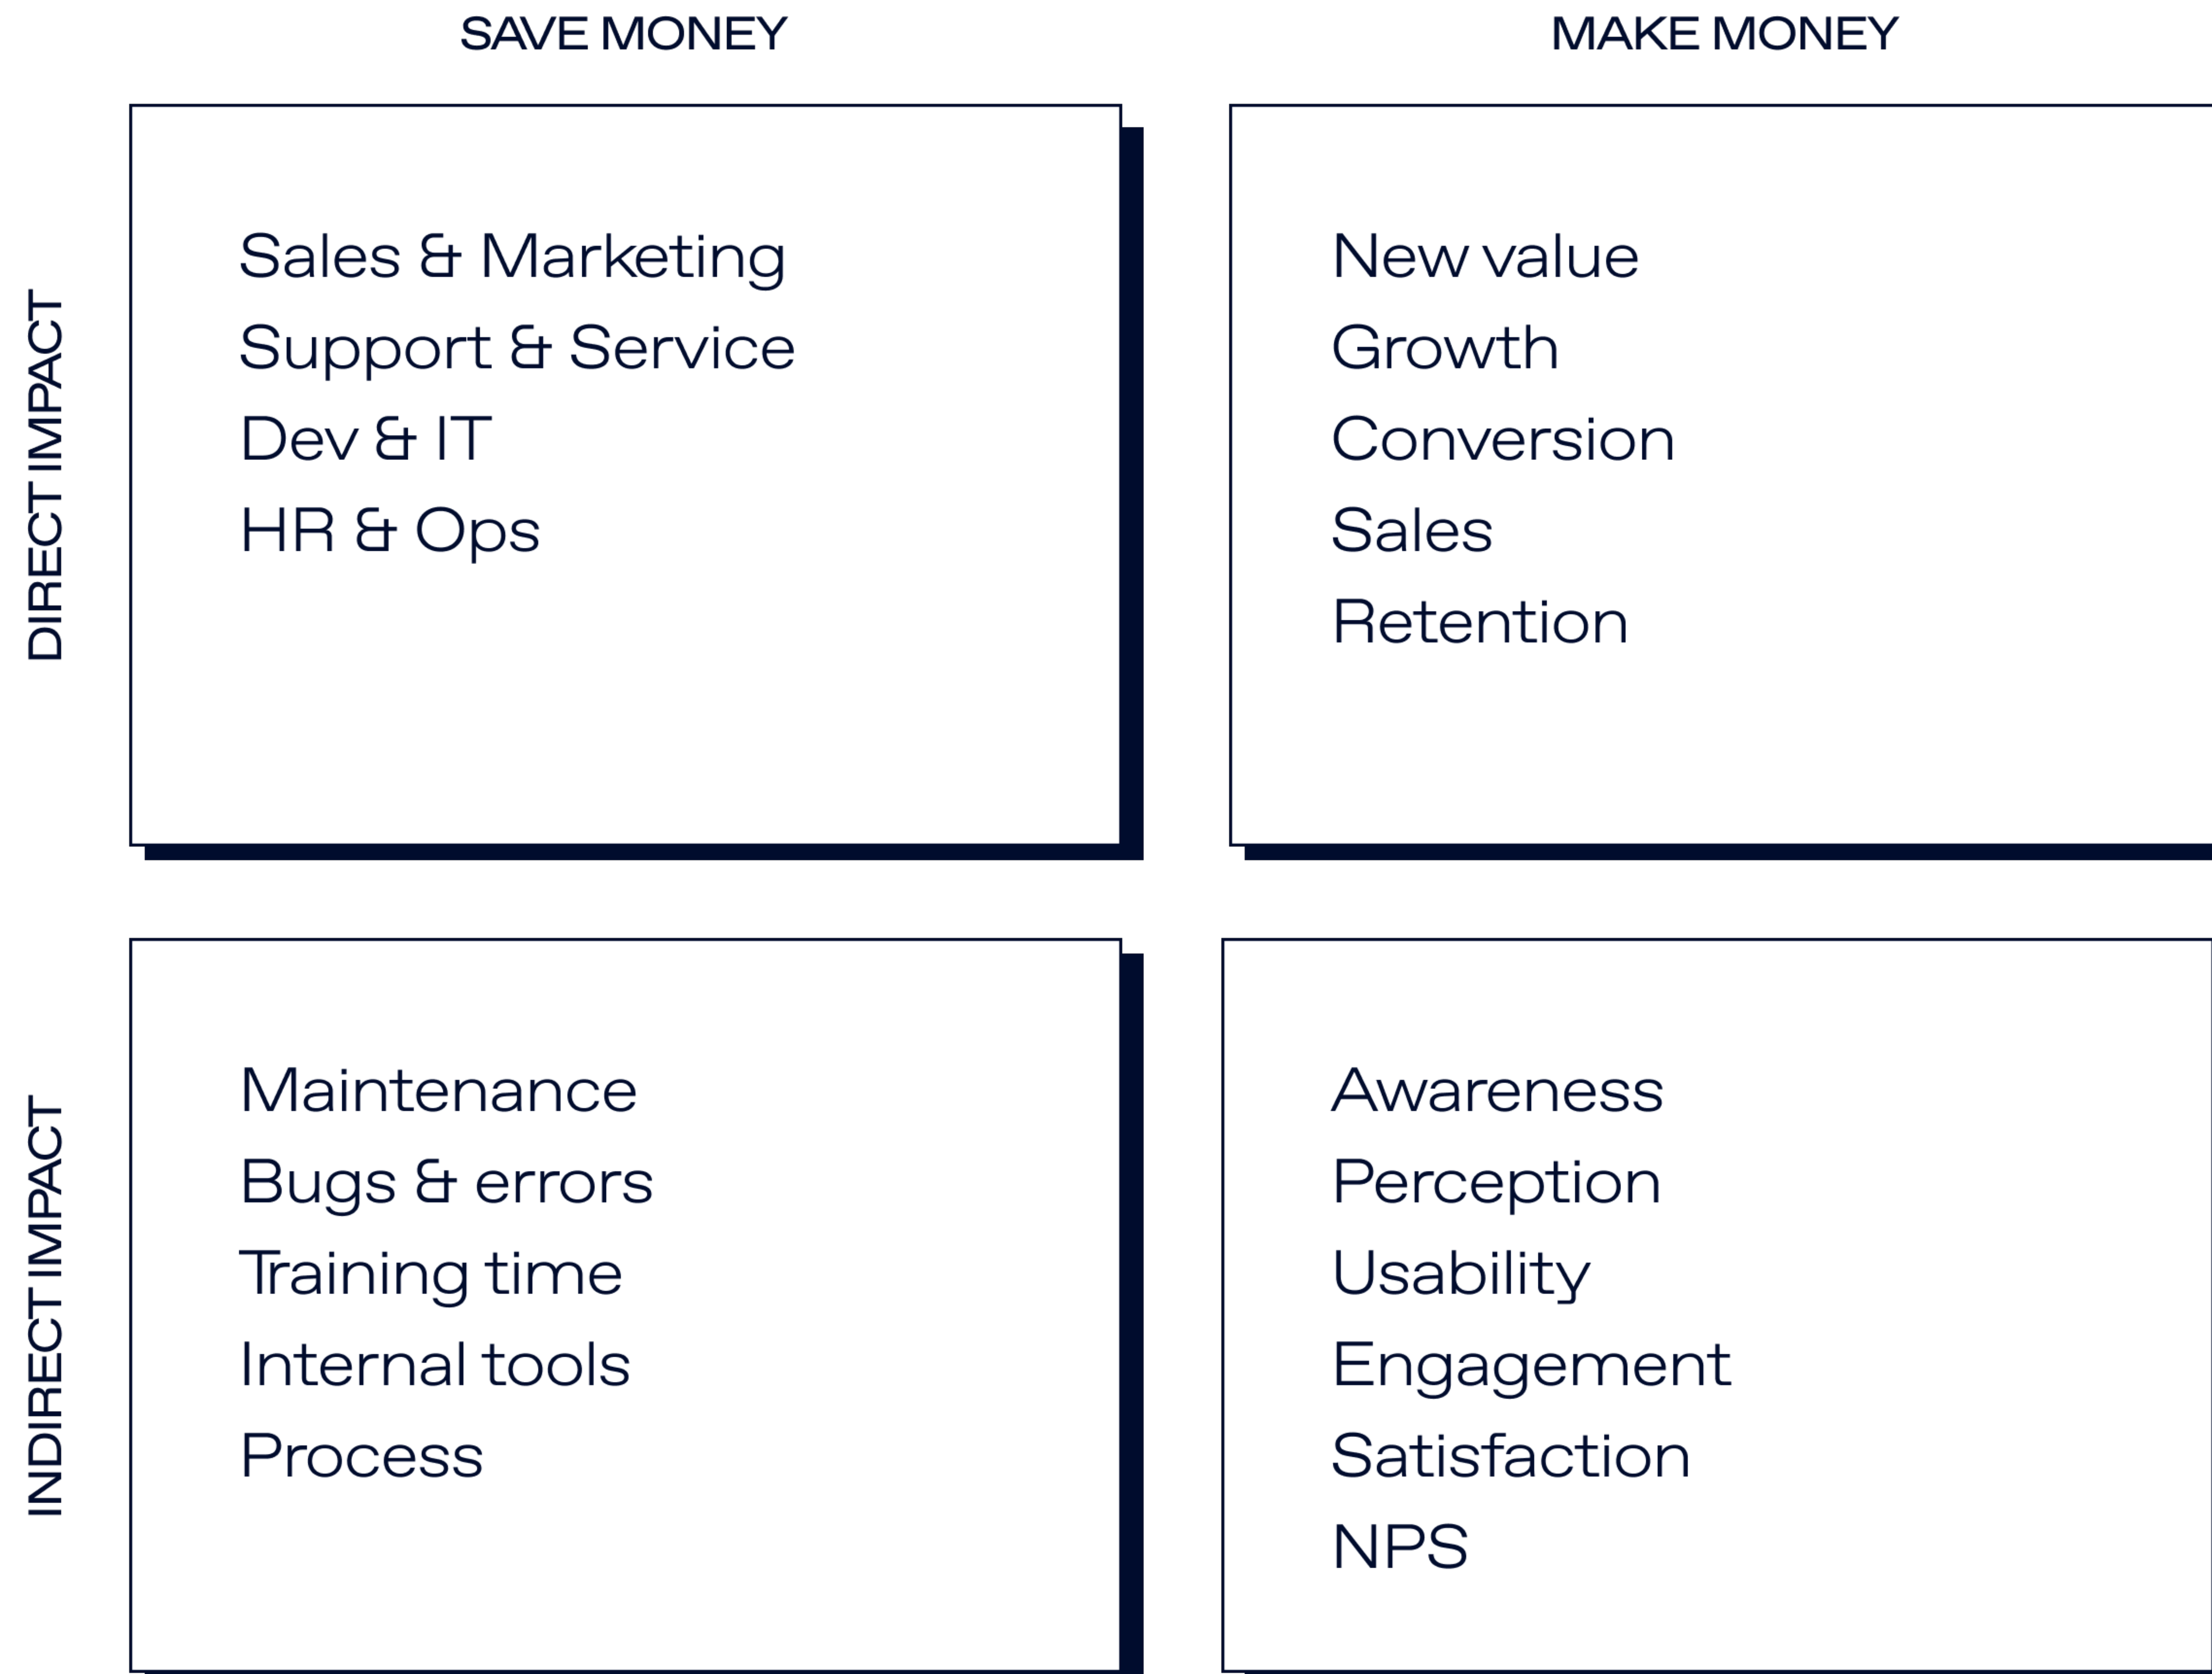 SAVE MONEY
MAKE MONEY
DIRECT IMPACT
Sales & Marketing
Support & Service
Dev & IT
HR & Ops
New value
Growth
Conversion
Sales
Retention
INDIRECT IMPACT
Maintenance
Bugs & errors
Training time
Internal tools
Process
Awareness
Perception
Usability
Engagement
Satisfaction
NPS